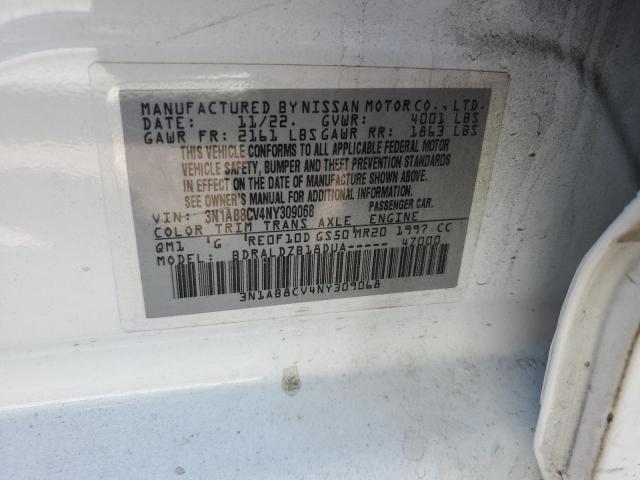 MANUFACTURED BY NISSAN MOTOR CO., LTD.
DATE: 11/22. GVWR: 4001 LBS
GAWR FR: 2161 LBS GAWR RR: 1863 LBS
THIS VEHICLE CONFORMS TO ALL APPLICABLE FEDERAL MOTOR
VEHICLE SAFETY, BUMPER AND THEFT PREVENTION STANDARDS
IN EFFECT ON THE DATE OF MANUFACTURE SHOWN ABOVE.
SEE OWNER'S MANUAL FOR ADDITIONAL INFORMATION.
VIN: 3N1AB8CV4NY309068 PASSENGER CAR.
COLOR TRIM TRANS AXLE ENGINE
QM1 'G RE0F10D GS50 MR20 1997 CC
MODEL: BDRALDZB18DUA----- 47000
3N1AB8CV4NY309068